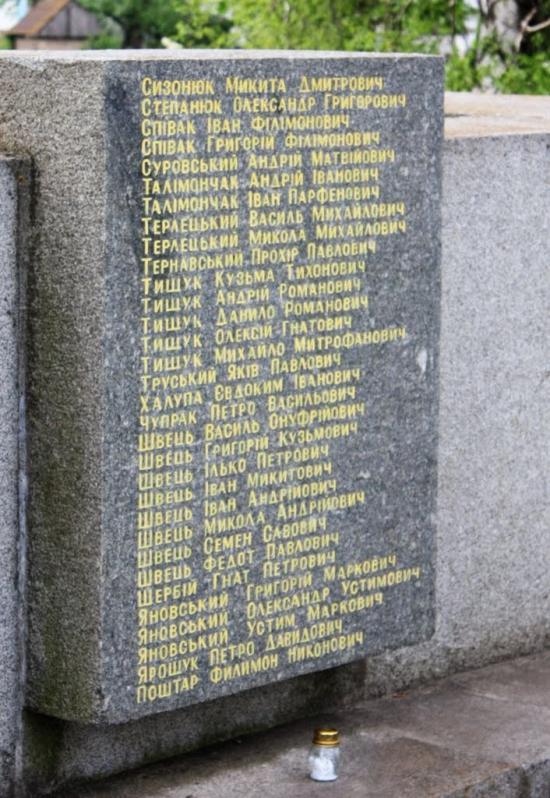 Сизонюк Микита Дмитрович
Степанюк Олександр Григорович
Співак Іван Філімонович
Співак Григорій Філімонович
Суровський Андрій Матвійович
Талімончак Андрій Іванович
Талімончак Іван Парфенович
Терлецький Василь Михайлович
Терлецький Микола Михайлович
Тернавський Прохір Павлович
Тищук Кузьма Тихонович
Тищук Андрій Романович
Тищук Данило Романович
Тищук Олексій Гнатович
Тищук Михайло Митрофанович
Труський Яків Павлович
Халупа Євдоким Іванович
Чупрак Петро Васильович
Швець Василь Онуфрійович
Швець Григорій Кузьмович
Швець Ілько Петрович
Швець Іван Микитович
Швець Іван Андрійович
Швець Микола Андрійович
Швець Семен Савович
Швець Федот Павлович
Щербій Гнат Петрович
Яновський Григорій Маркович
Яновський Олександр Устимович
Яновський Устим Маркович
Ярощук Петро Давидович
Поштар Филимон Никонович